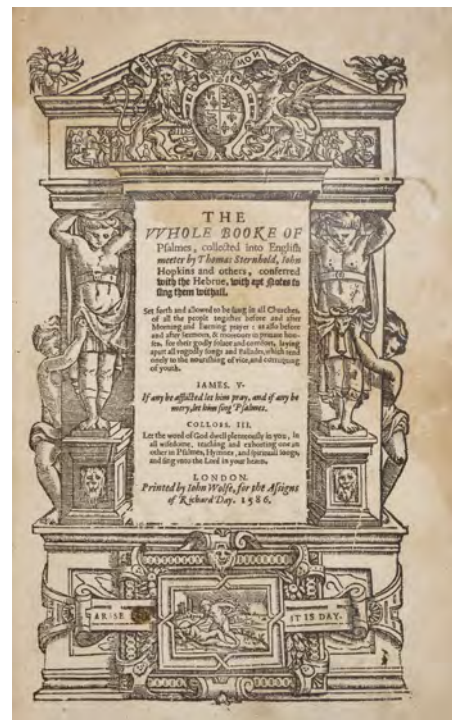 THE
VVHOLE BOOKE OF
Psalmes, collected into English
meeter by Thomas Sternhold, Iohn
Hopkins and others, conferred
with the Hebrue, with apt Notes to
sing them withall.
Set forth and allowed to be sung in all Churches,
of all the people together before and after
Morning and Euening prayer: as also before
and after Sermons, & moreouer in priuate hou-
ses, for their godly solace and comfort, laying
apart all vngodly songs and Balades, which tend
onely to the nourishing of vice, and corrupting
of youth.
IAMES. V.
If any be afflicted let him pray, and if any be
mery, let him sing Psalmes.
COLLOSS. III.
Let the word of God dwell plenteously in you, in
all wisedome, teaching and exhorting one an
other in Psalmes, Hymnes, and spirituall songs,
and sing vnto the Lord in your hearts.
LONDON.
Printed by Iohn Wolfe, for the Assigns
of Richard Day. 1586.
ARISE IT IS DAY.